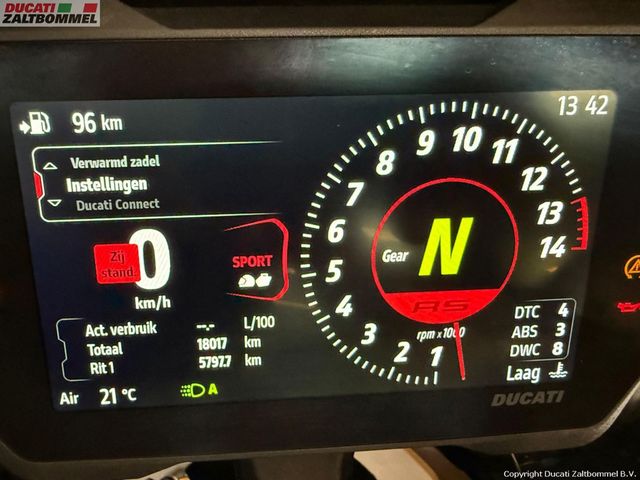 DUCATI
ZALTBOMMEL
96 km
13 42
Verwarmd zadel
Instellingen
Ducati Connect
Zij
stand
0
km/h
SPORT
Act. verbruik --.- L/100
Totaal 18017 km
Rit 1 5797.7 km
Air 21 °C
A
1 2 3 4 5 6 7 8 9 10 11 12 13 14
Gear N
RS
rpm x1000
DTC 4
ABS 3
DWC 8
Laag
DUCATI
Copyright Ducati Zaltbommel B.V.